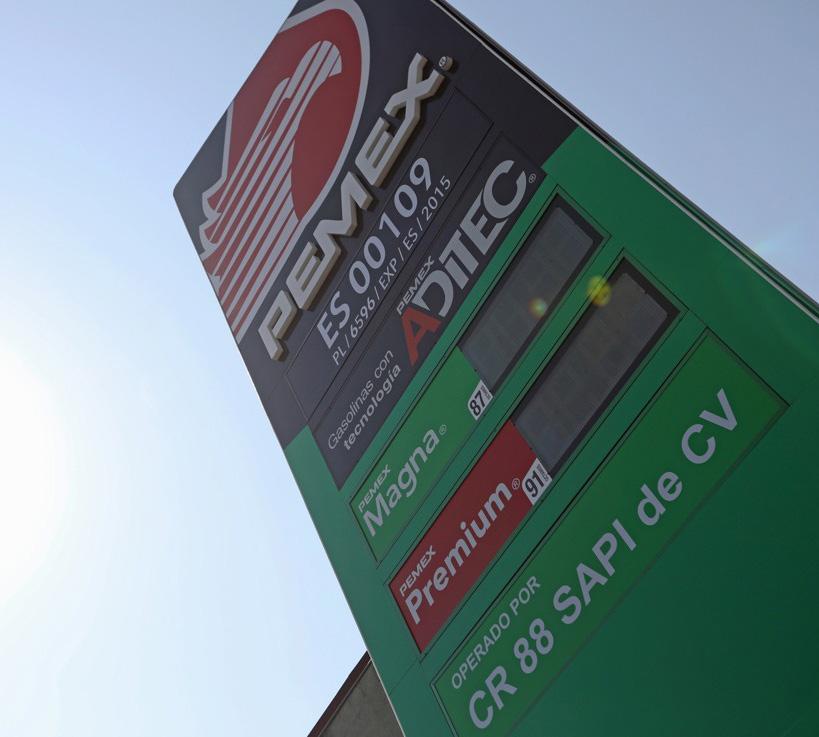 PEMEX®
ES 00109
PL / 6596 / EXP / ES / 2015
Gasolinas con
tecnología
PEMEX
ADiTEC®
PEMEX
Magna®
87
PEMEX
Premium®
91
OPERADO POR
CR 88 SAPI de CV